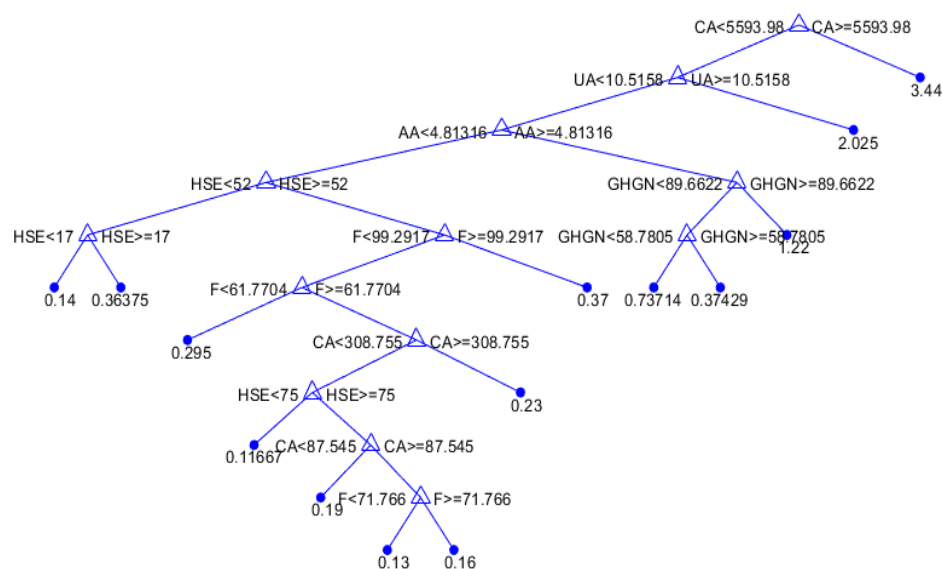 CA<5593.98 CA>=5593.98
3.44
UA<10.5158 UA>=10.5158
2.025
AA<4.81316 AA>=4.81316
HSE<52 HSE>=52
GHGN<89.6622 GHGN>=89.6622
HSE<17 HSE>=17
F<99.2917 F>=99.2917
GHGN<58.7805 GHGN>=58.7805
1.22
0.14
0.36375
F<61.7704 F>=61.7704
0.37
0.73714
0.37429
0.295
CA<308.755 CA>=308.755
HSE<75 HSE>=75
0.23
0.11667
CA<87.545 CA>=87.545
0.19
F<71.766 F>=71.766
0.13
0.16